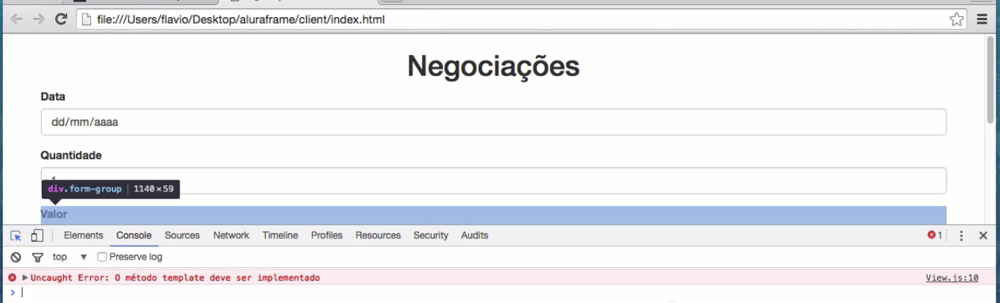 file:///Users/flavio/Desktop/aluraframe/client/index.html
Negociações
Data
dd/mm/aaaa
Quantidade
div.form-group | 1140×59
Valor
Elements Console Sources Network Timeline Profiles Resources Security Audits 1
top Preserve log
Uncaught Error: O método template deve ser implementado View.js:10